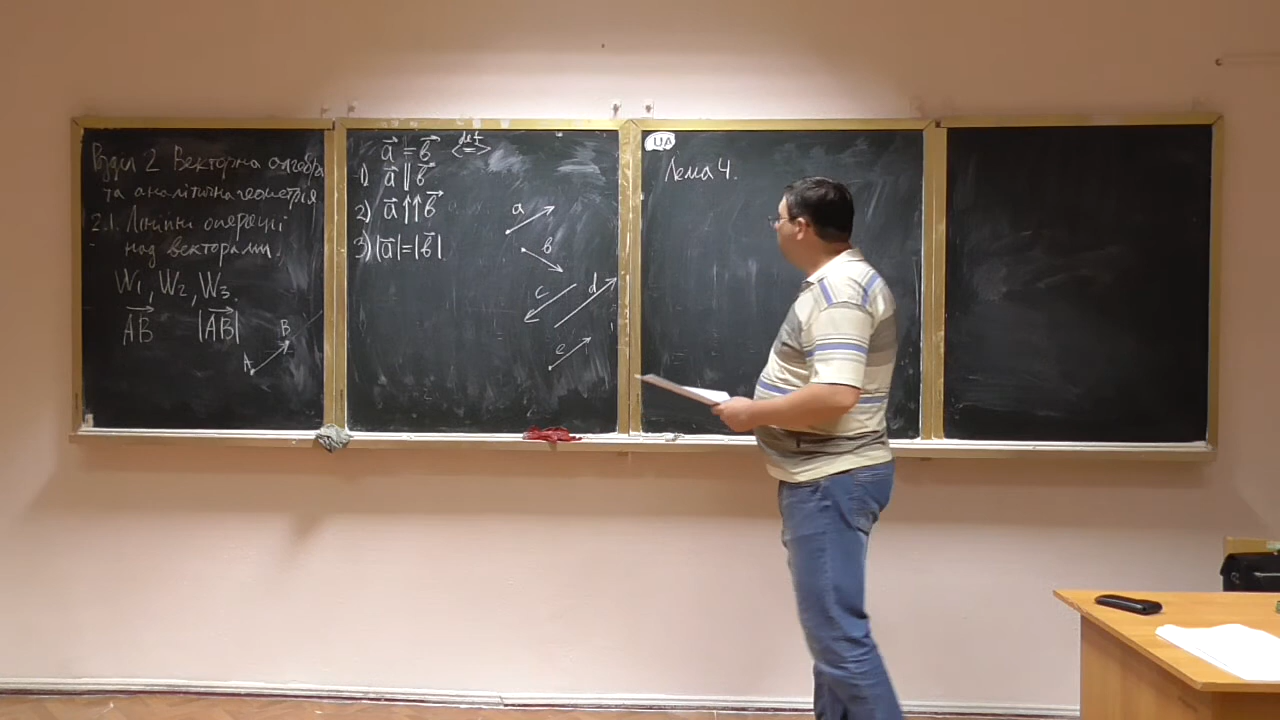 Розділ 2 Векторна алгебра
та аналітична геометрія
2.1. Лінійні операції
над векторами.
W₁, W₂, W₃.
AB⃗ |AB⃗|
A B
a⃗ = b⃗ <=def=>
1) a⃗ || b⃗
2) a⃗ ↑↑ b⃗
3) |a⃗| = |b⃗|
a
b
c d
e
UA
Лема 4.